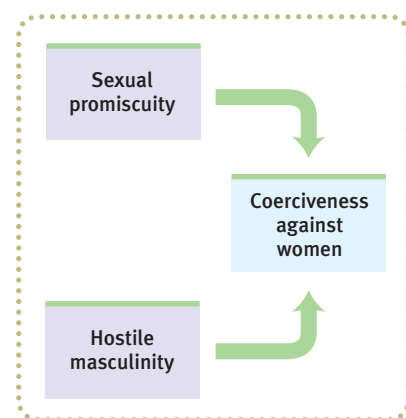 Sexual
promiscuity
Coerciveness
against
women
Hostile
masculinity